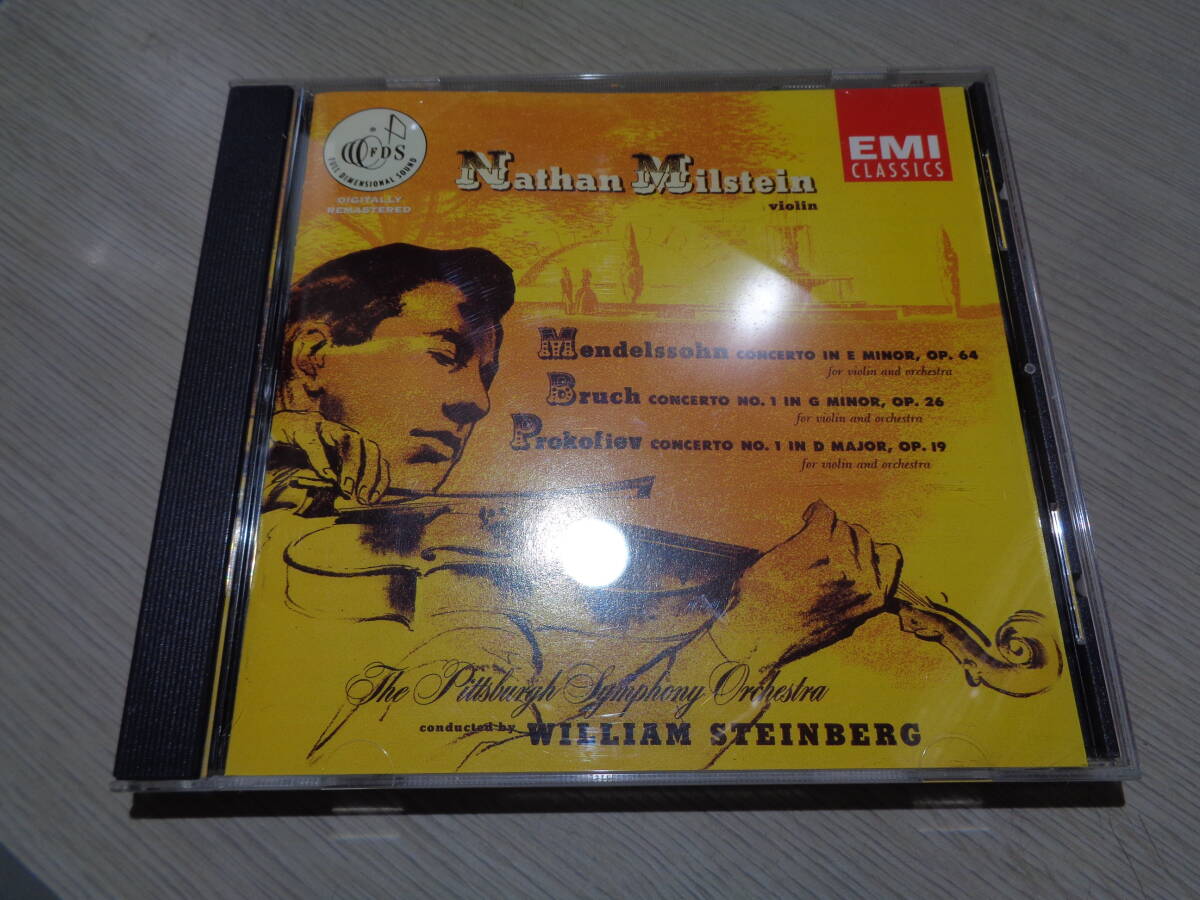 FDS
FULL DIMENSIONAL SOUND
DIGITALLY
REMASTERED
EMI
CLASSICS
Nathan Milstein
violin
Mendelssohn CONCERTO IN E MINOR, OP. 64
for violin and orchestra
Bruch CONCERTO NO. 1 IN G MINOR, OP. 26
for violin and orchestra
Prokofiev CONCERTO NO. 1 IN D MAJOR, OP. 19
for violin and orchestra
The Pittsburgh Symphony Orchestra
conducted by WILLIAM STEINBERG